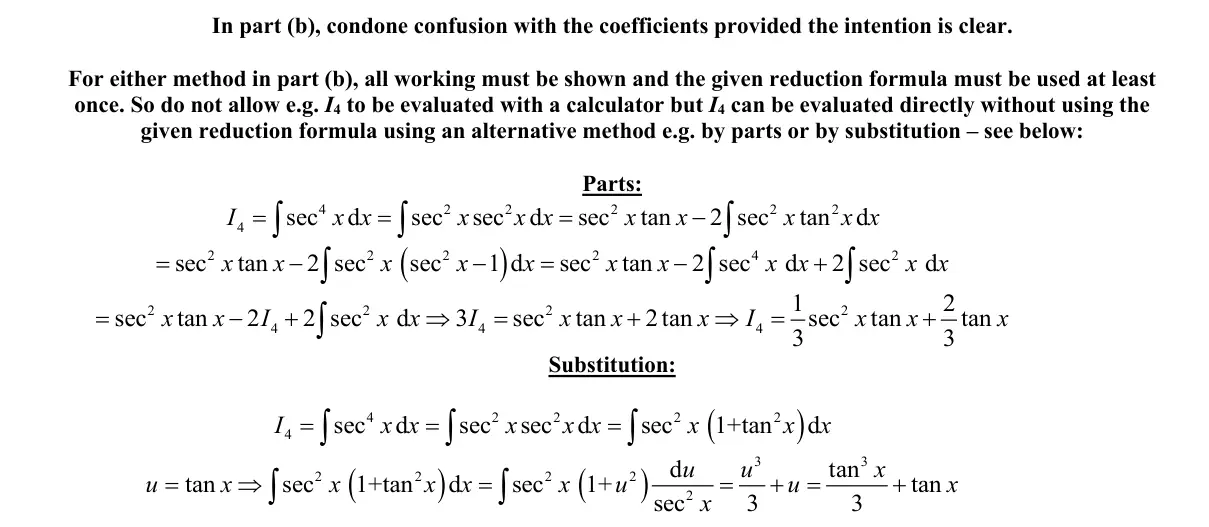 In part (b), condone confusion with the coefficients provided the intention is clear.
For either method in part (b), all working must be shown and the given reduction formula must be used at least
once. So do not allow e.g. I₄ to be evaluated with a calculator but I₄ can be evaluated directly without using the
given reduction formula using an alternative method e.g. by parts or by substitution – see below:
Parts:
I₄ = ∫ sec⁴ x dx = ∫ sec² x sec² x dx = sec² x tan x − 2∫ sec² x tan² x dx
= sec² x tan x − 2∫ sec² x (sec² x − 1) dx = sec² x tan x − 2∫ sec⁴ x dx + 2∫ sec² x dx
= sec² x tan x − 2I₄ + 2∫ sec² x dx ⇒ 3I₄ = sec² x tan x + 2 tan x ⇒ I₄ = 1/3 sec² x tan x + 2/3 tan x
Substitution:
I₄ = ∫ sec⁴ x dx = ∫ sec² x sec² x dx = ∫ sec² x (1+tan² x) dx
u = tan x ⇒ ∫ sec² x (1+tan² x) dx = ∫ sec² x (1+u²) du/sec² x = u³/3 + u = tan³ x/3 + tan x